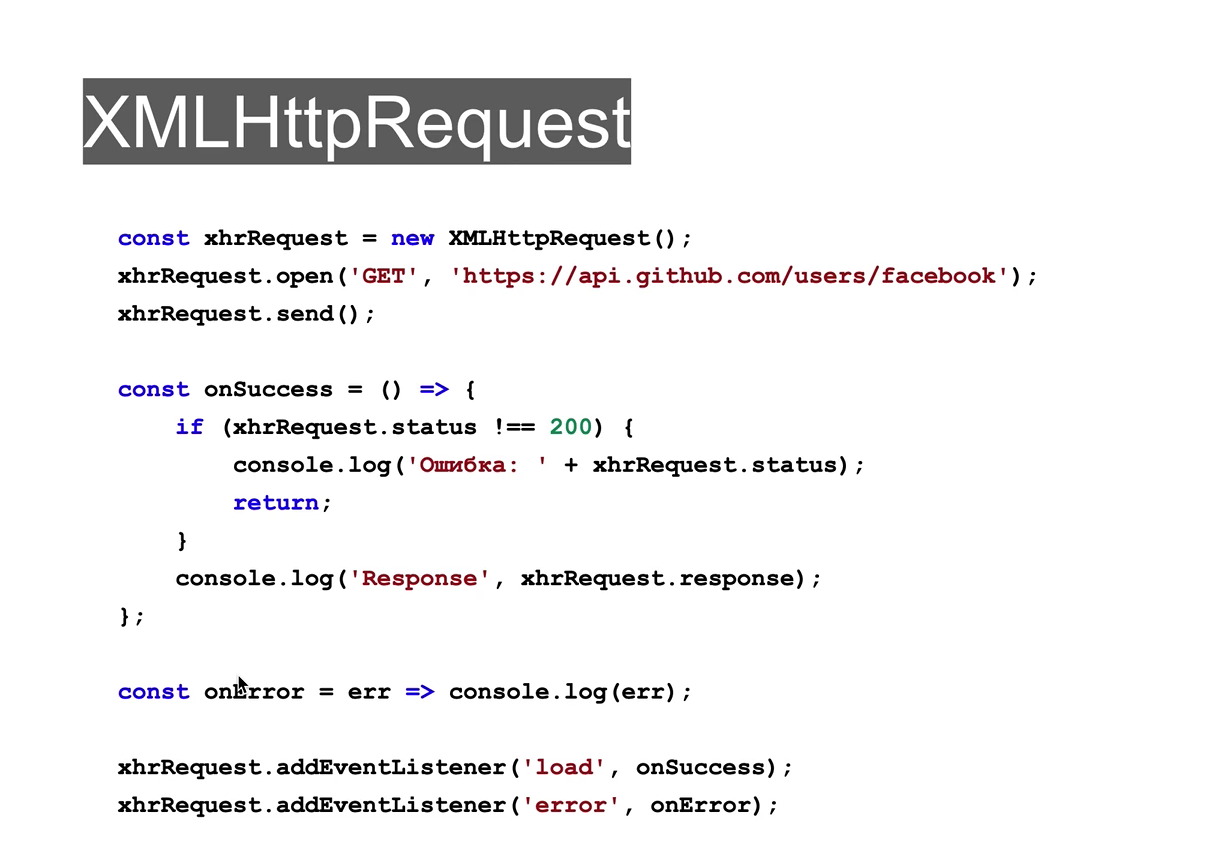 XMLHttpRequest
const xhrRequest = new XMLHttpRequest();
xhrRequest.open('GET', 'https://api.github.com/users/facebook');
xhrRequest.send();
const onSuccess = () => {
    if (xhrRequest.status !== 200) {
        console.log('Ошибка: ' + xhrRequest.status);
        return;
    }
    console.log('Response', xhrRequest.response);
};
const onError = err => console.log(err);
xhrRequest.addEventListener('load', onSuccess);
xhrRequest.addEventListener('error', onError);